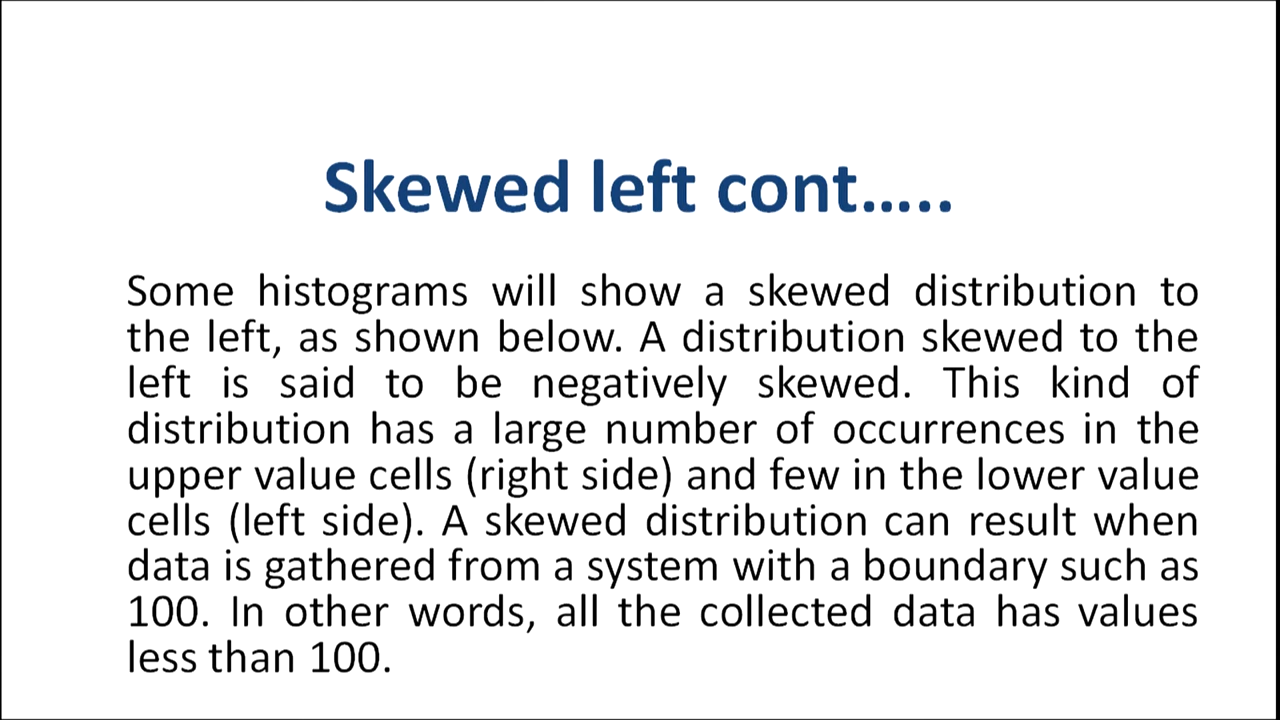 Skewed left cont…..
Some histograms will show a skewed distribution to
the left, as shown below. A distribution skewed to the
left is said to be negatively skewed. This kind of
distribution has a large number of occurrences in the
upper value cells (right side) and few in the lower value
cells (left side). A skewed distribution can result when
data is gathered from a system with a boundary such as
100. In other words, all the collected data has values
less than 100.